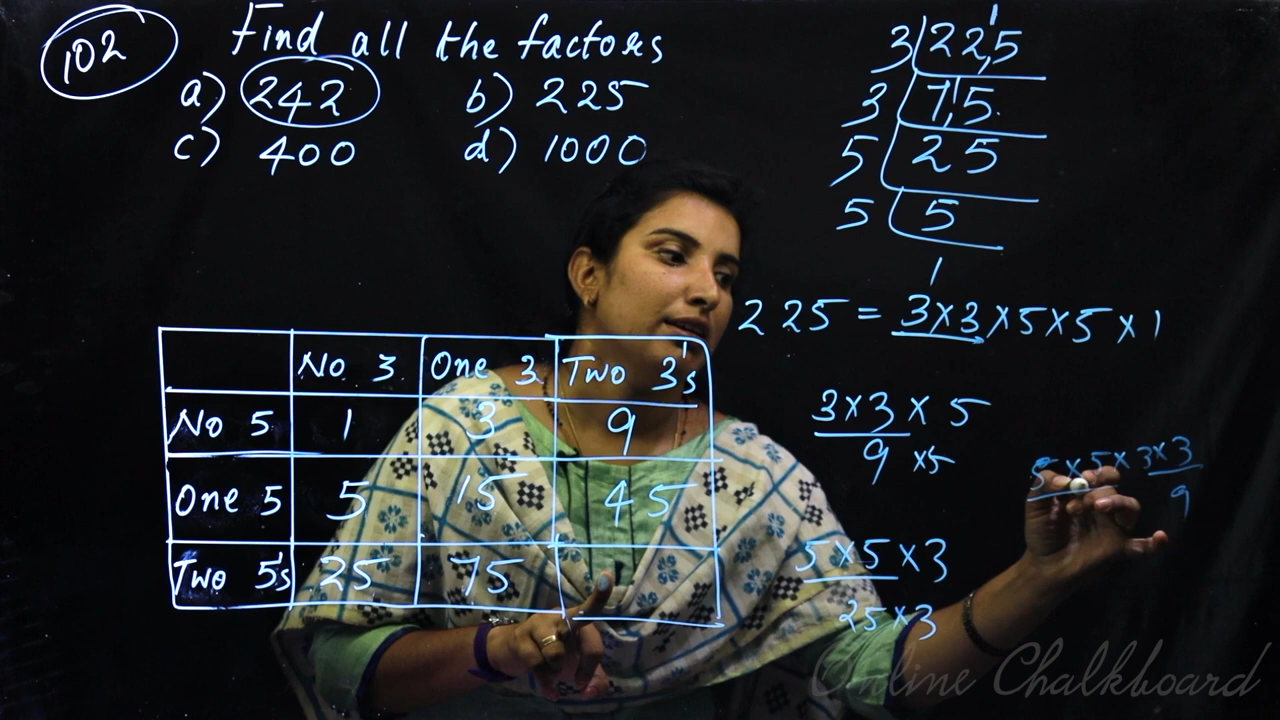 102
Find all the factors
a) 242 b) 225
c) 400 d) 1000
3 225
3 75
5 25
5 5
1
225 = 3×3×5×5×1
No 3 One 3 Two 3's
No 5 1 3 9
One 5 5 15 45
Two 5's 25 75
3×3×5
9 ×5
5×5×3
25×3
5×5×3×3
9
Online Chalkboard